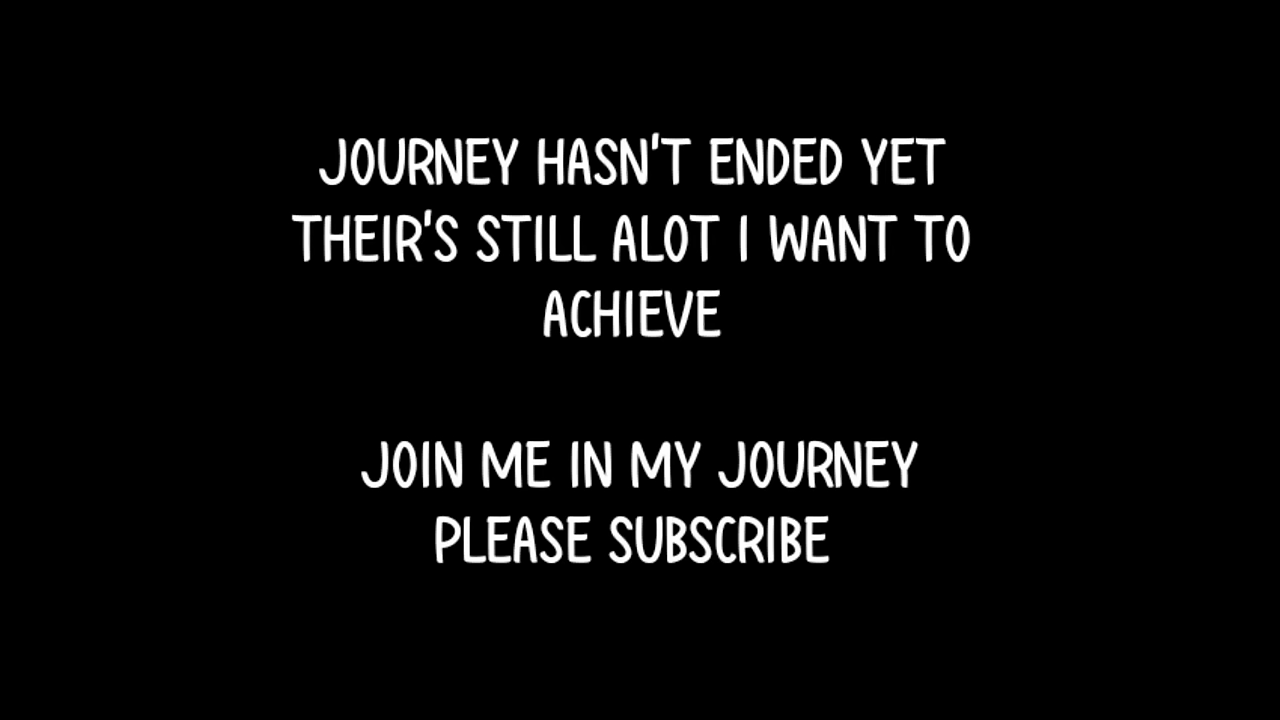 JOURNEY HASN'T ENDED YET
THEIR'S STILL ALOT I WANT TO
ACHIEVE
JOIN ME IN MY JOURNEY
PLEASE SUBSCRIBE